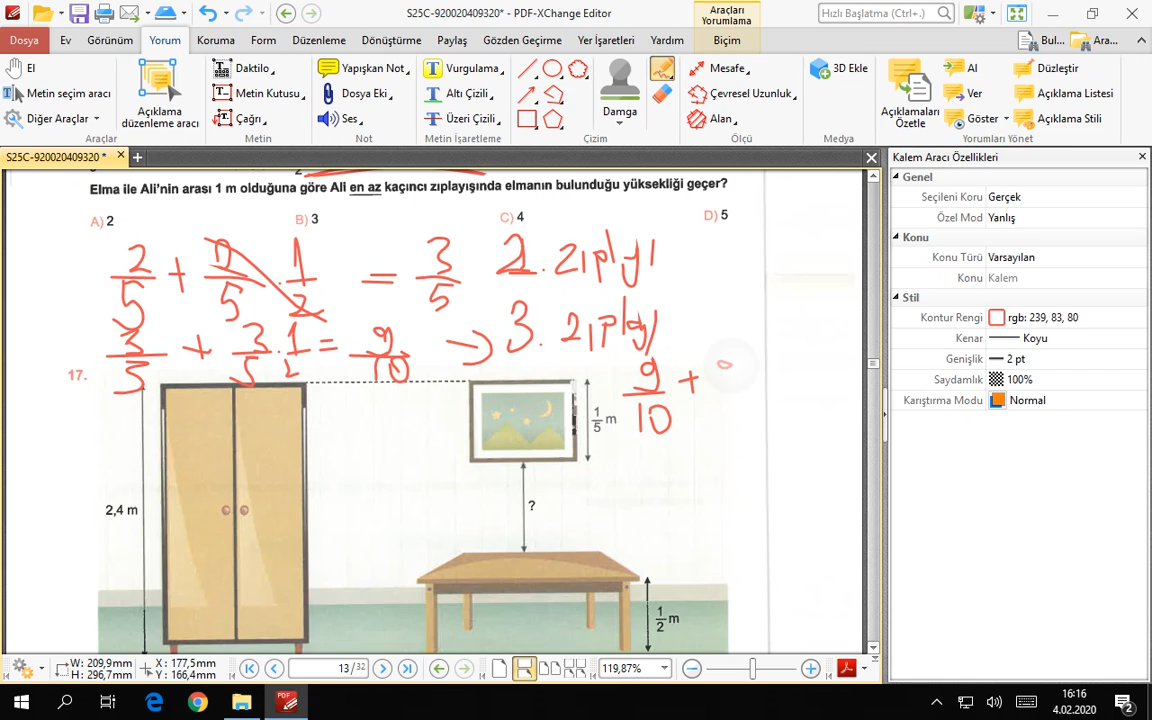 S25C-920020409320* - PDF-XChange Editor
Araçları Yorumlama
Hızlı Başlatma (Ctrl+.)
Dosya Ev Görünüm Yorum Koruma Form Düzenleme Dönüştürme Paylaş Gözden Geçirme Yer İşaretleri Yardım Biçim Bul... Ara...
El Metin seçim aracı Diğer Araçlar
Açıklama düzenleme aracı
Daktilo Metin Kutusu Çağrı
Yapışkan Not Dosya Eki Ses
Vurgulama Altı Çizili Üzeri Çizili
Damga
Mesafe Çevresel Uzunluk Alan
3D Ekle
Açıklamaları Özetle
Al Ver Göster
Düzleştir Açıklama Listesi Açıklama Stili
Araçlar Metin Not Metin İşaretleme Çizim Ölçü Medya Yorumları Yönet
S25C-920020409320 *
Elma ile Ali'nin arası 1 m olduğuna göre Ali en az kaçıncı zıplayışında elmanın bulunduğu yüksekliği geçer?
A) 2 B) 3 C) 4 D) 5
2/5 + 1/5 . 1/2 = 3/5 2. zıplyı
3/5 + 3/5 . 1/2 = 9/10 → 3. zıplayı
9/10 +
17.
1/5 m
2,4 m
?
1/2 m
Kalem Aracı Özellikleri
Genel
Seçileni Koru Gerçek
Özel Mod Yanlış
Konu
Konu Türü Varsayılan
Konu Kalem
Stil
Kontur Rengi rgb: 239, 83, 80
Kenar Koyu
Genişlik 2 pt
Saydamlık 100%
Karıştırma Modu Normal
W: 209,9mm
H: 296,7mm
X: 177,5mm
Y: 166,4mm
13 / 32
119,87%
16:16
4.02.2020
2